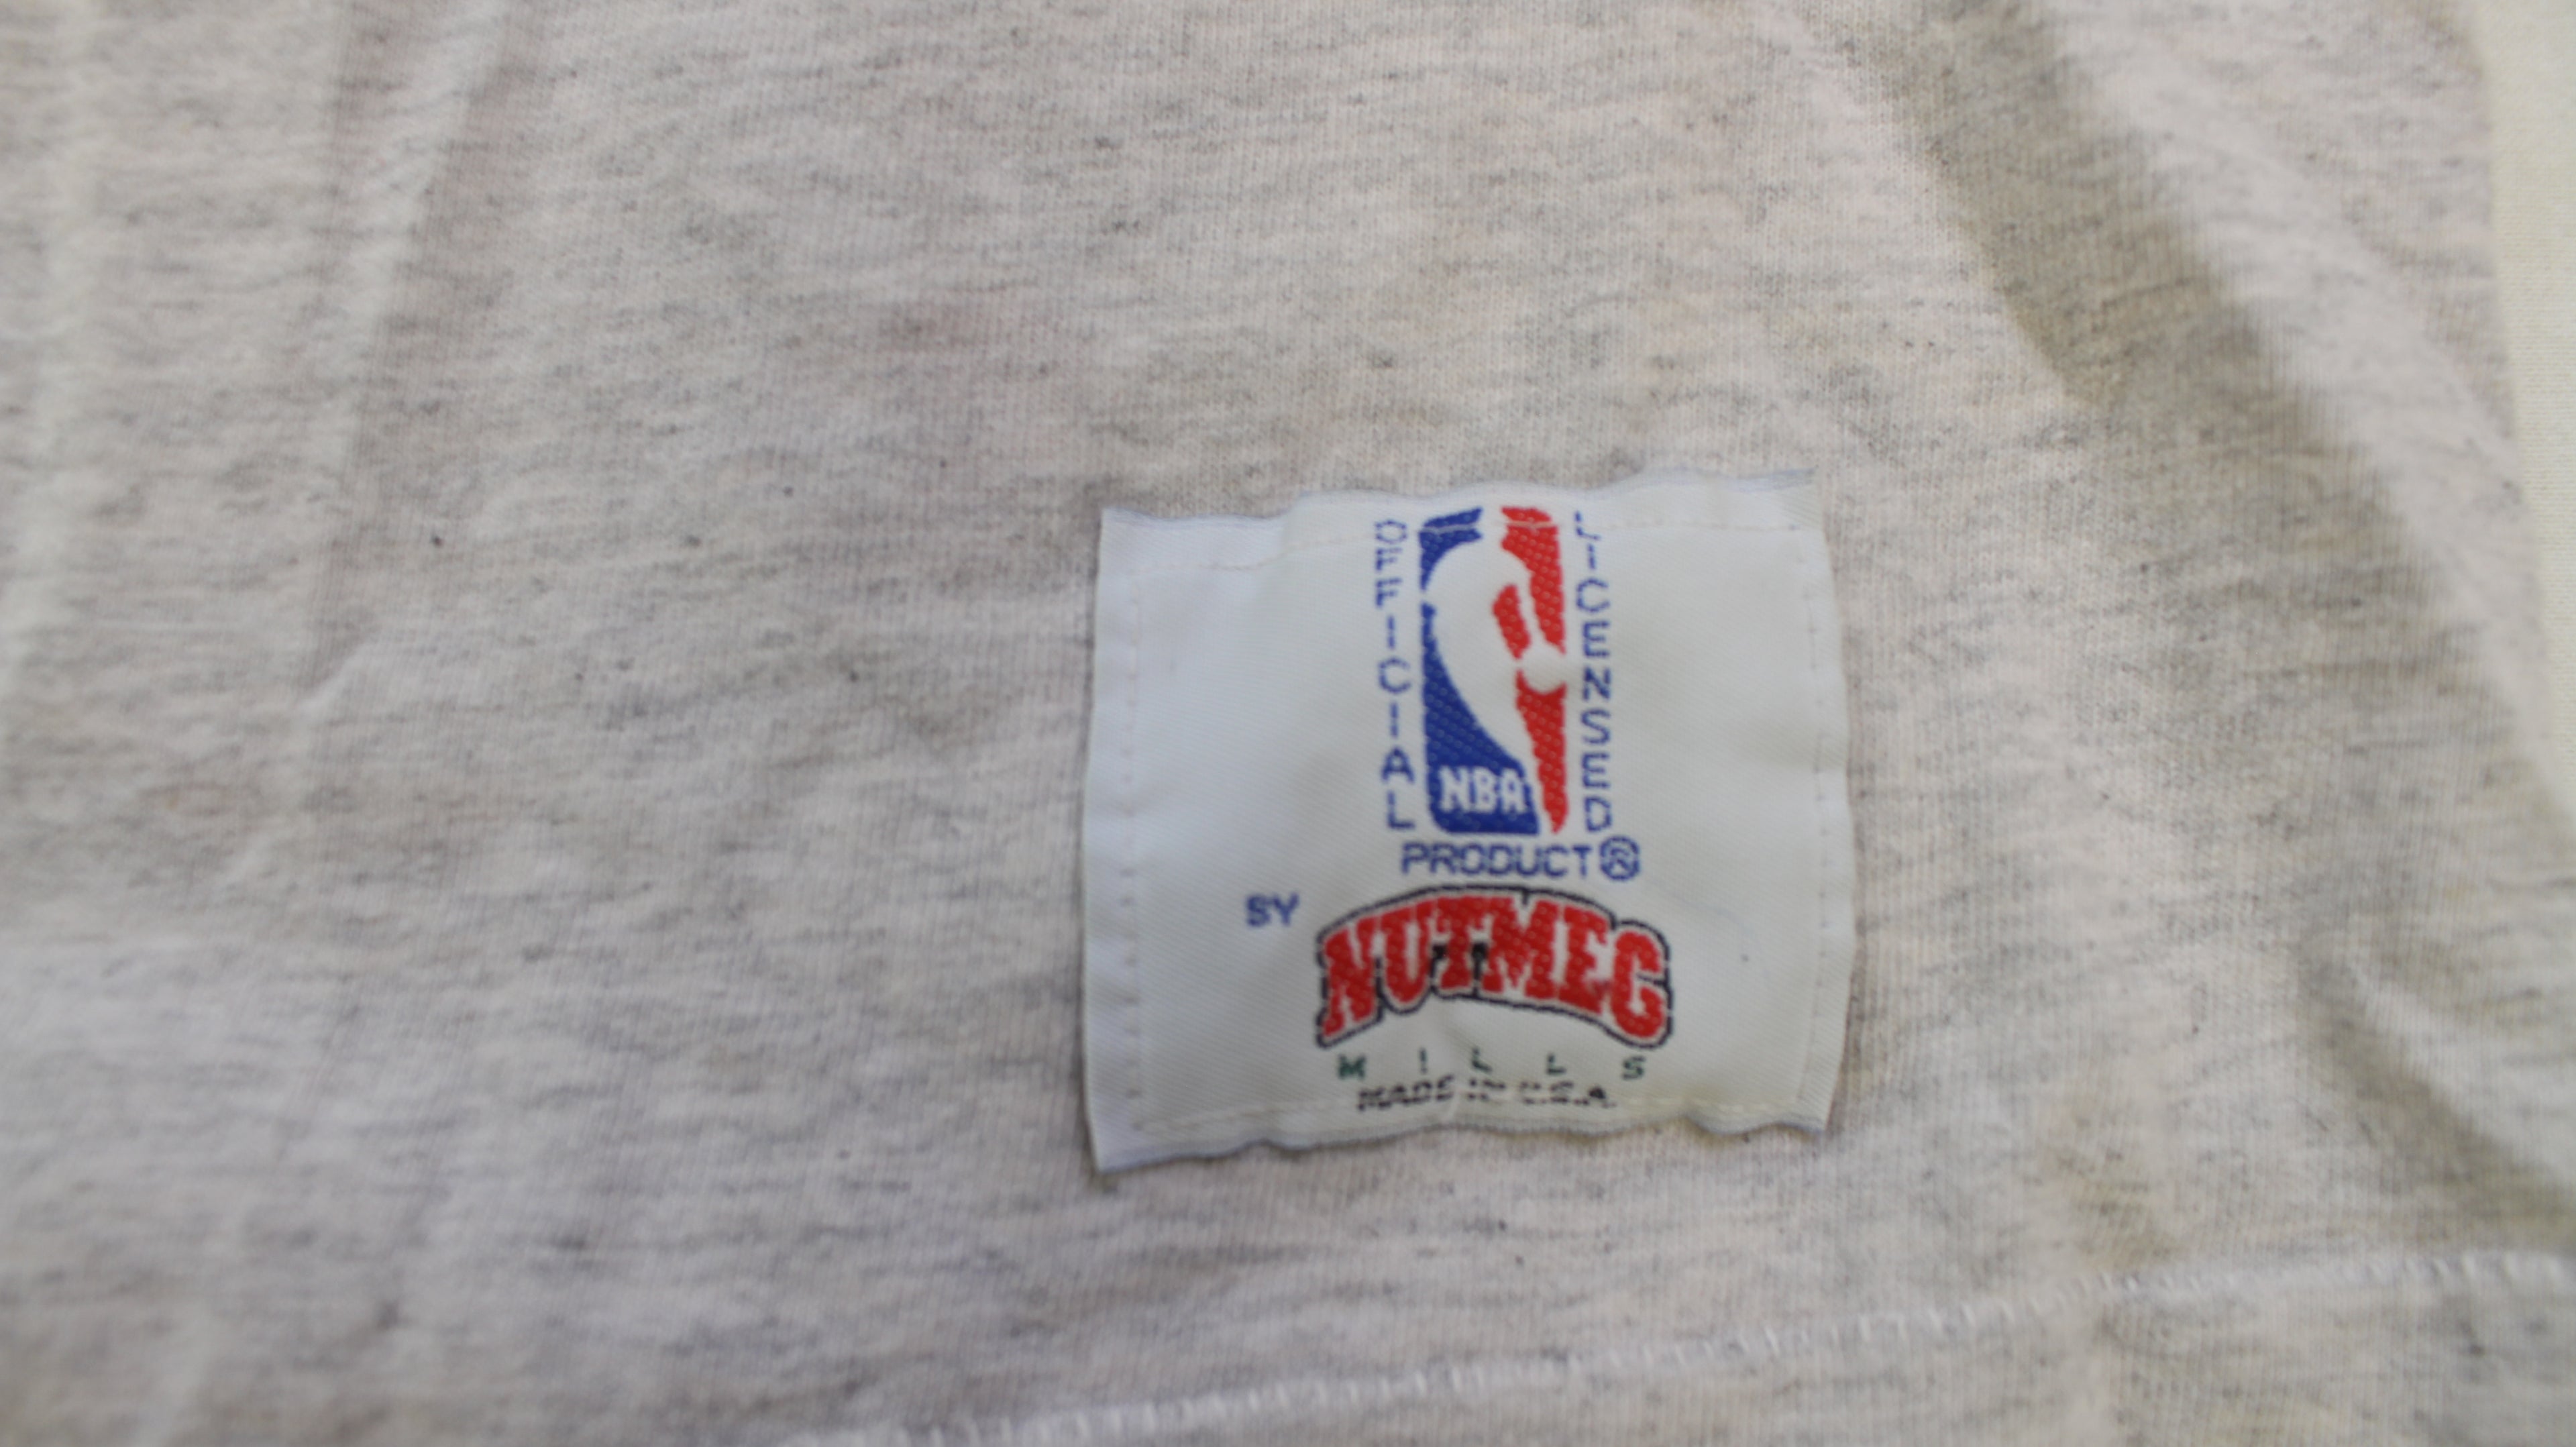 OFFICIAL
NBA
LICENSED
PRODUCT®
BY
NUTMEG
MILLS
MADE IN U.S.A.